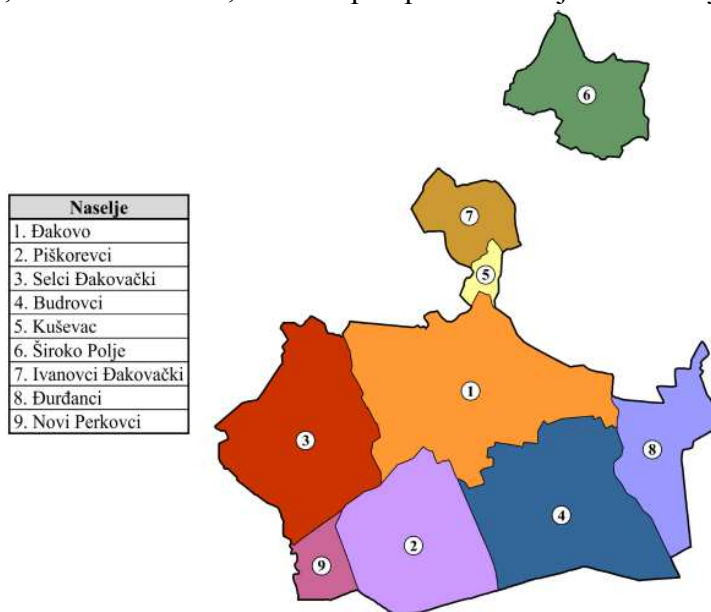 Naselje
1. Đakovo
2. Piškorevci
3. Selci Đakovački
4. Budrovci
5. Kuševac
6. Široko Polje
7. Ivanovci Đakovački
8. Đurđanci
9. Novi Perkovci
6
7
5
1
3
8
4
2
9